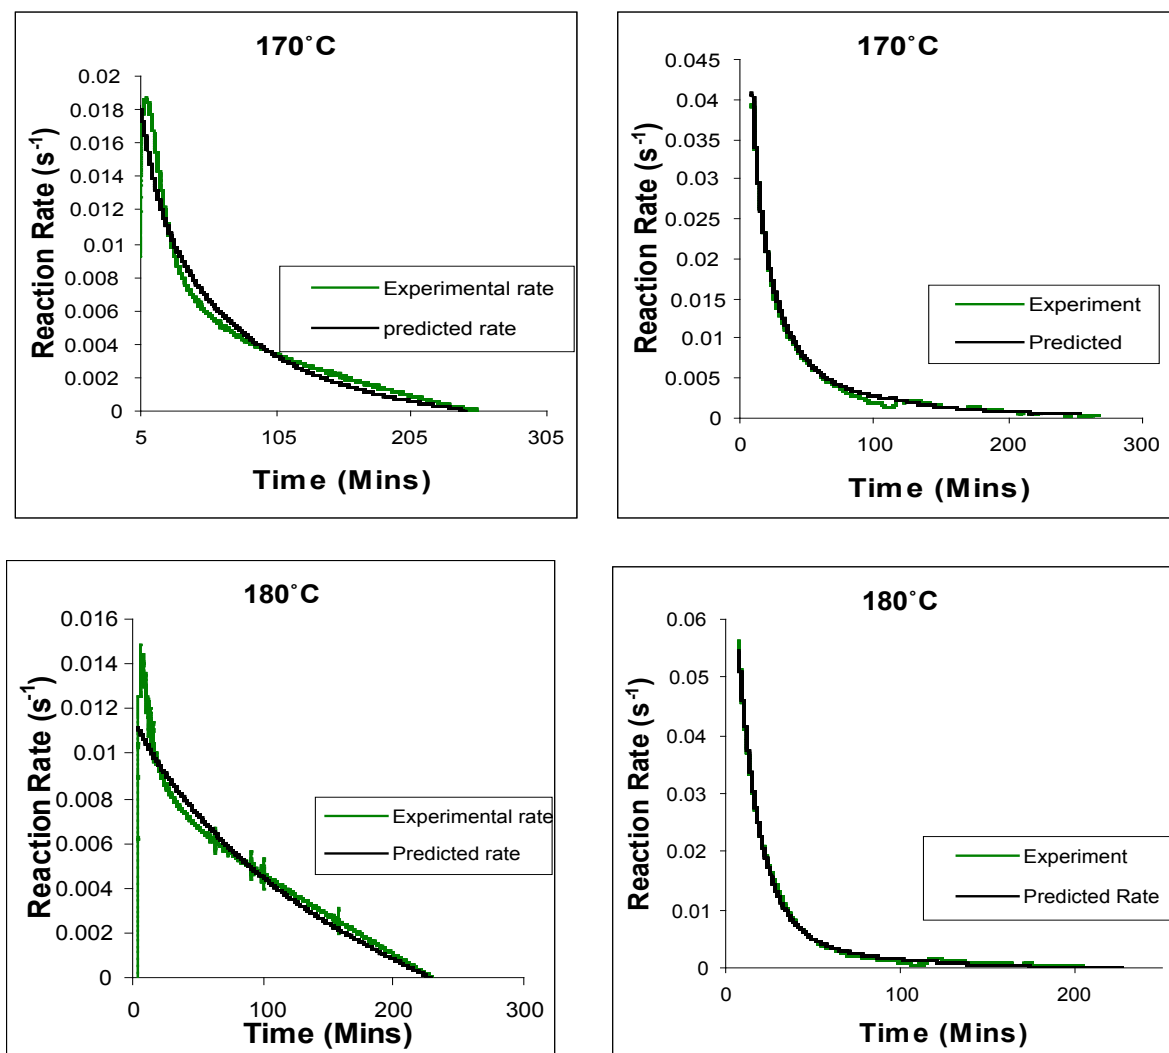 170˚C
0.02
0.018
0.016
0.014
0.012
0.01
0.008
0.006
0.004
0.002
0
Reaction Rate (s-1)
Experimental rate
predicted rate
5 105 205 305
Time (Mins)
170˚C
0.045
0.04
0.035
0.03
0.025
0.02
0.015
0.01
0.005
0
Reaction Rate (s-1)
Experiment
Predicted
0 100 200 300
Time (Mins)
180˚C
0.016
0.014
0.012
0.01
0.008
0.006
0.004
0.002
0
Reaction Rate (s-1)
Experimental rate
Predicted rate
0 100 200 300
Time (Mins)
180˚C
0.06
0.05
0.04
0.03
0.02
0.01
0
Reaction Rate (s-1)
Experiment
Predicted Rate
0 100 200
Time (Mins)